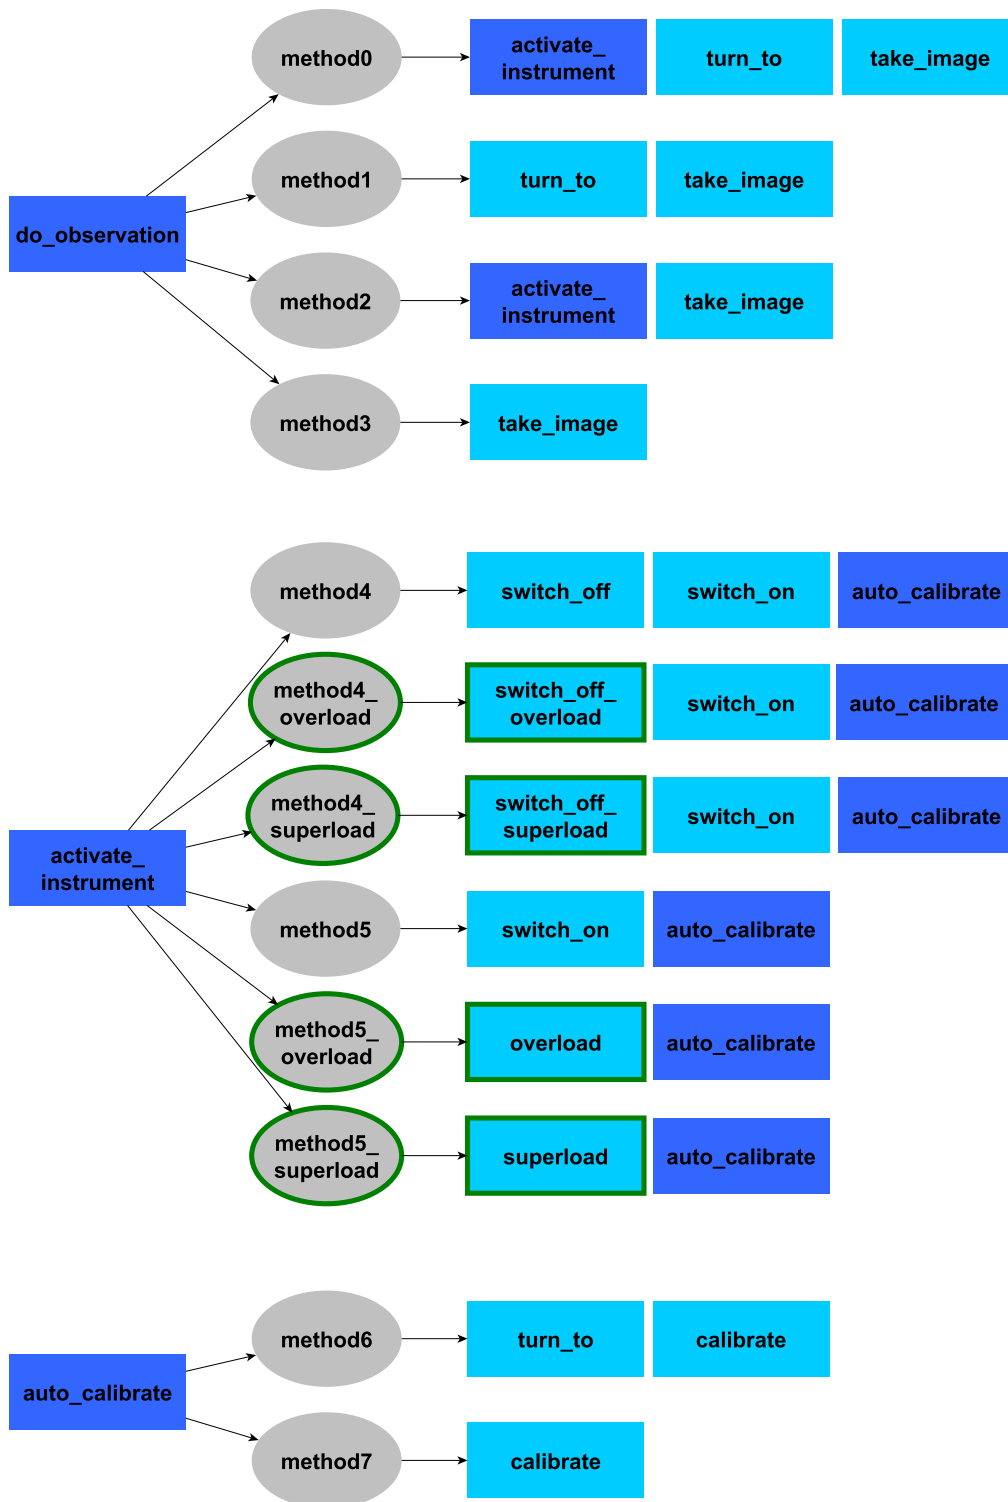 method0
activate_
instrument
turn_to
take_image
method1
turn_to
take_image
do_observation
method2
activate_
instrument
take_image
method3
take_image
method4
switch_off
switch_on
auto_calibrate
method4_
overload
switch_off_
overload
switch_on
auto_calibrate
method4_
superload
switch_off_
superload
switch_on
auto_calibrate
activate_
instrument
method5
switch_on
auto_calibrate
method5_
overload
overload
auto_calibrate
method5_
superload
superload
auto_calibrate
method6
turn_to
calibrate
auto_calibrate
method7
calibrate